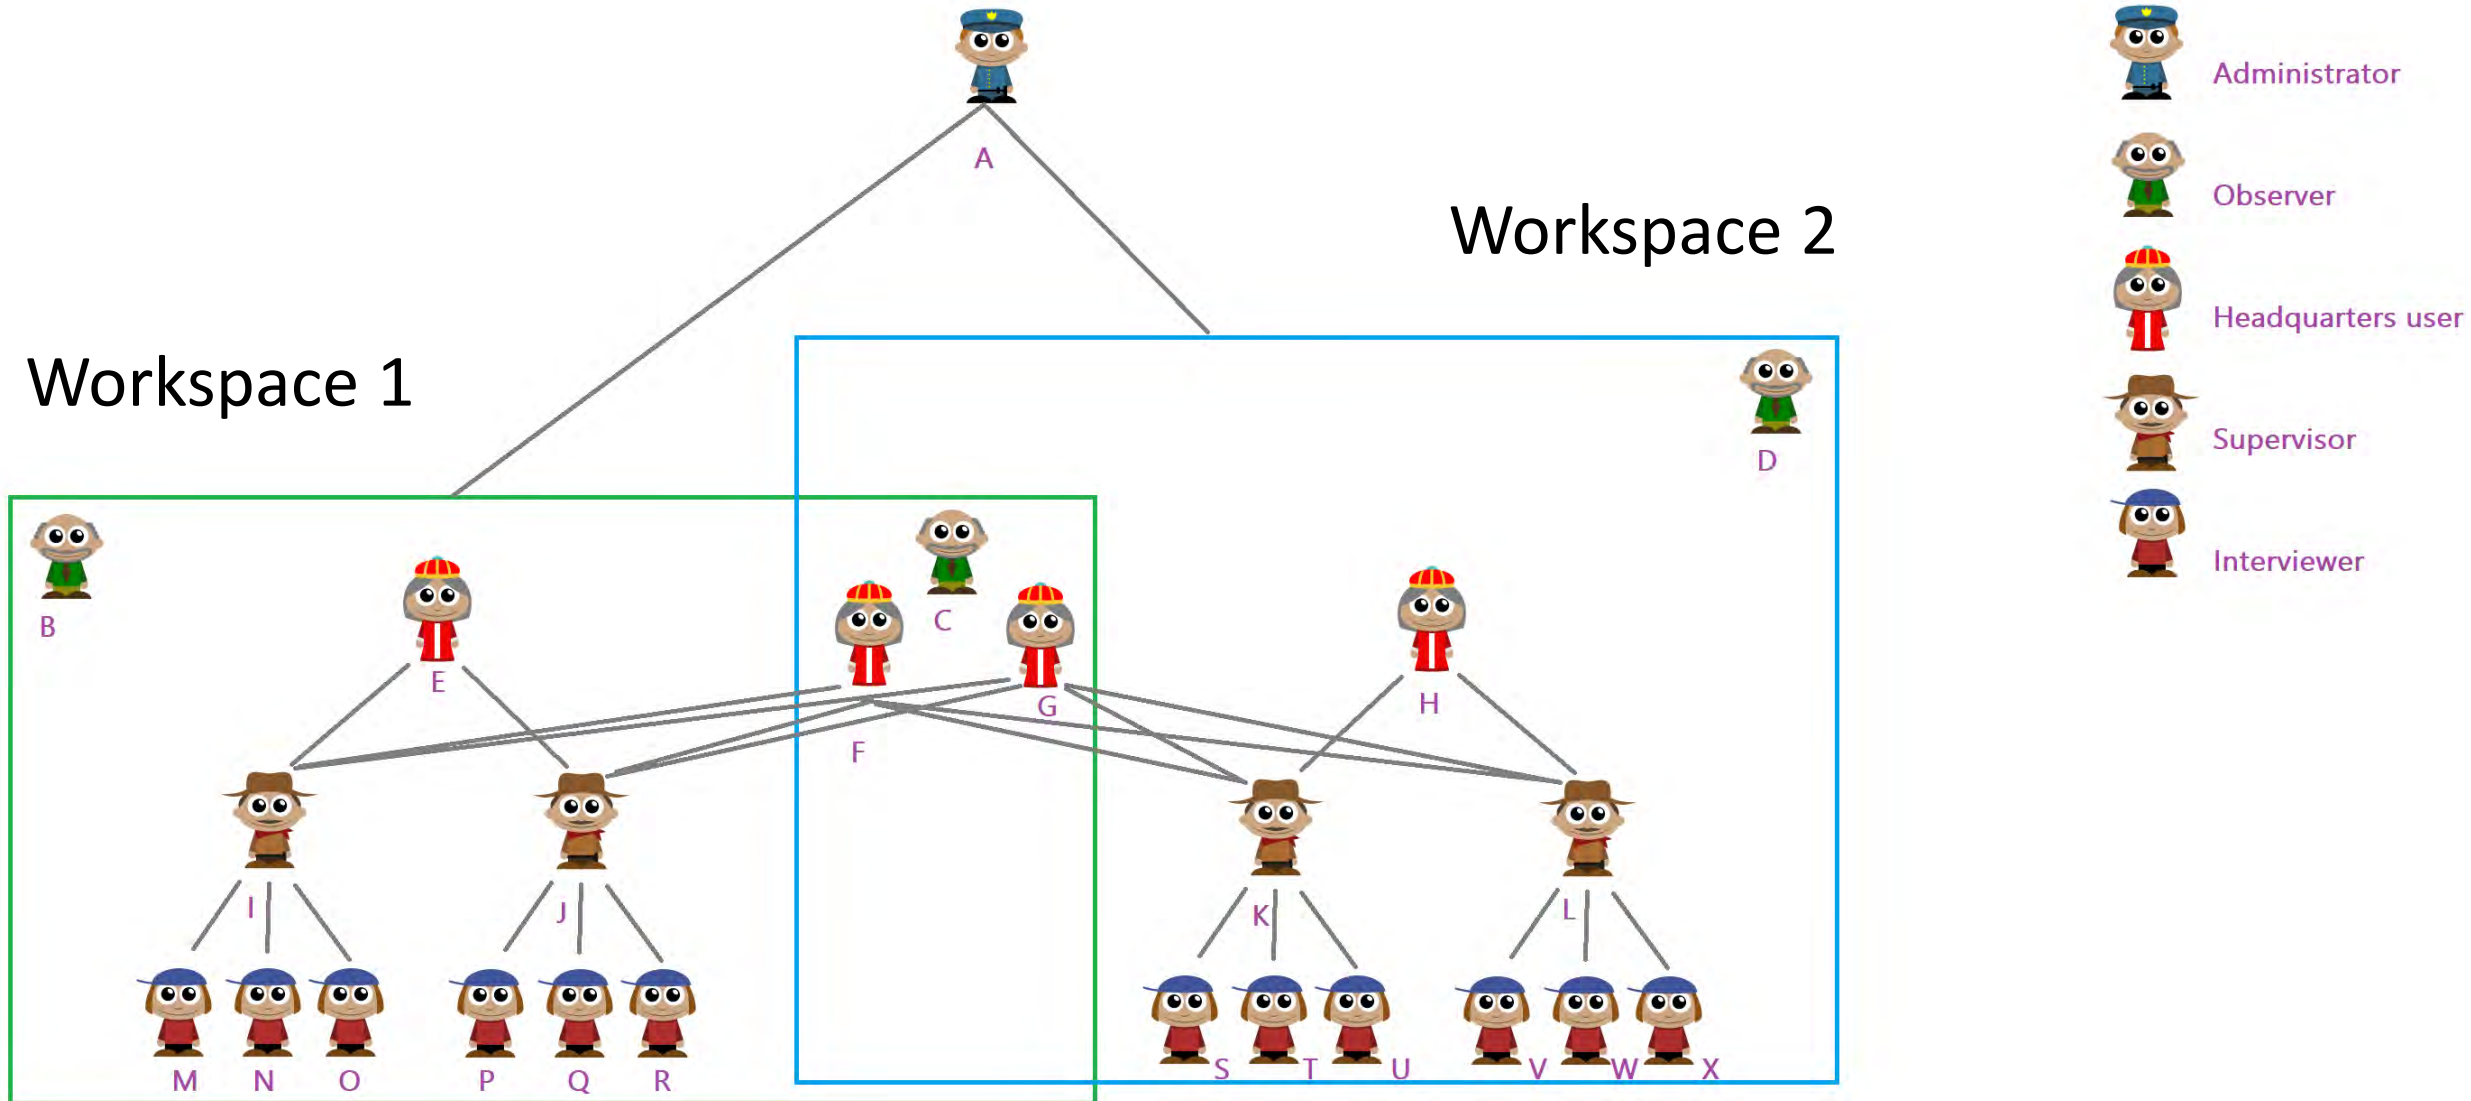 Administrator
A
Observer
Workspace 2
Headquarters user
Workspace 1
Supervisor
D
Interviewer
B
C
E
G
H
F
I
J
K
L
M N O P Q R
S T U V W X